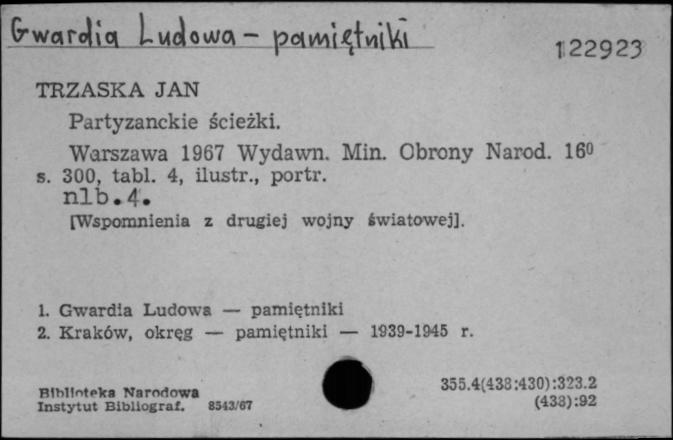 Gwardia Ludowa - pamiętniki
122923
TRZASKA JAN
Partyzanckie ścieżki.
Warszawa 1967 Wydawn. Min. Obrony Narod. 16⁰
s. 300, tabl. 4, ilustr., portr.
nlb.4.
[Wspomnienia z drugiej wojny światowej].
1. Gwardia Ludowa — pamiętniki
2. Kraków, okręg — pamiętniki — 1939-1945 r.
Biblioteka Narodowa
Instytut Bibliograf. 8543/67
355.4(438:430):323.2
(438):92